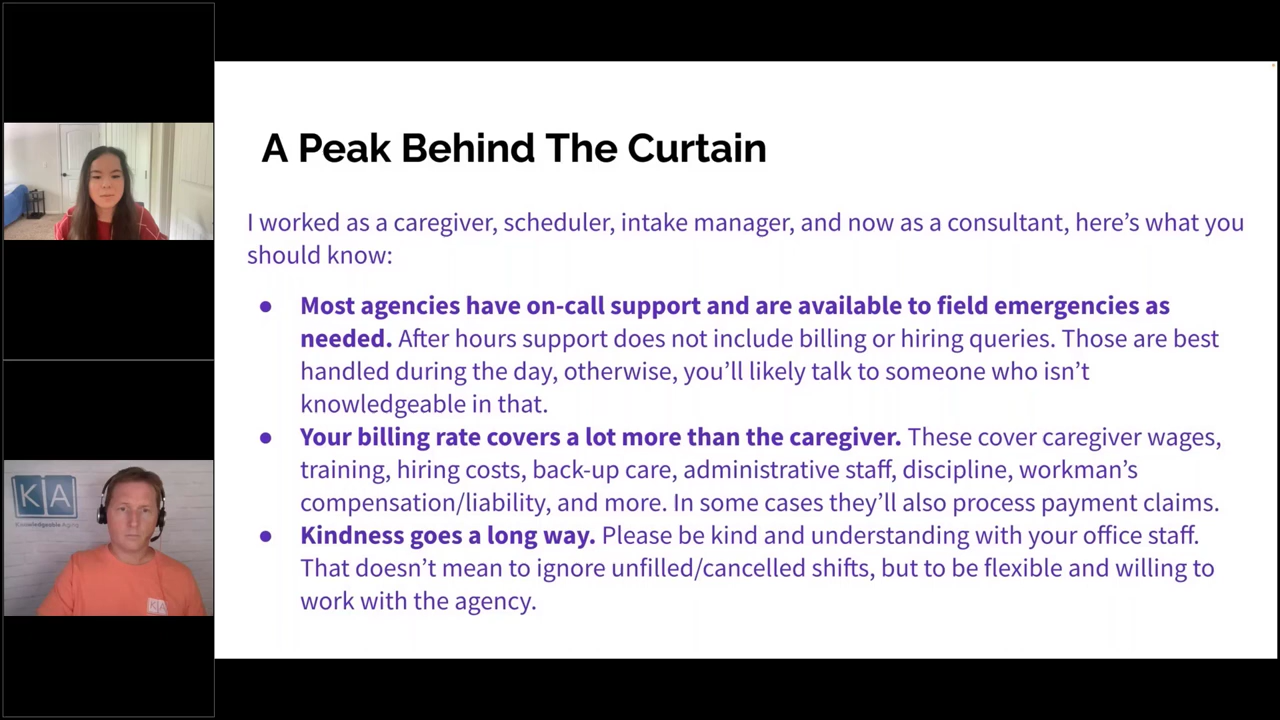 A Peak Behind The Curtain
I worked as a caregiver, scheduler, intake manager, and now as a consultant, here's what you
should know:
● Most agencies have on-call support and are available to field emergencies as
needed. After hours support does not include billing or hiring queries. Those are best
handled during the day, otherwise, you'll likely talk to someone who isn't
knowledgeable in that.
● Your billing rate covers a lot more than the caregiver. These cover caregiver wages,
training, hiring costs, back-up care, administrative staff, discipline, workman's
compensation/liability, and more. In some cases they'll also process payment claims.
● Kindness goes a long way. Please be kind and understanding with your office staff.
That doesn't mean to ignore unfilled/cancelled shifts, but to be flexible and willing to
work with the agency.
KA
Knowledgeable Aging
KA